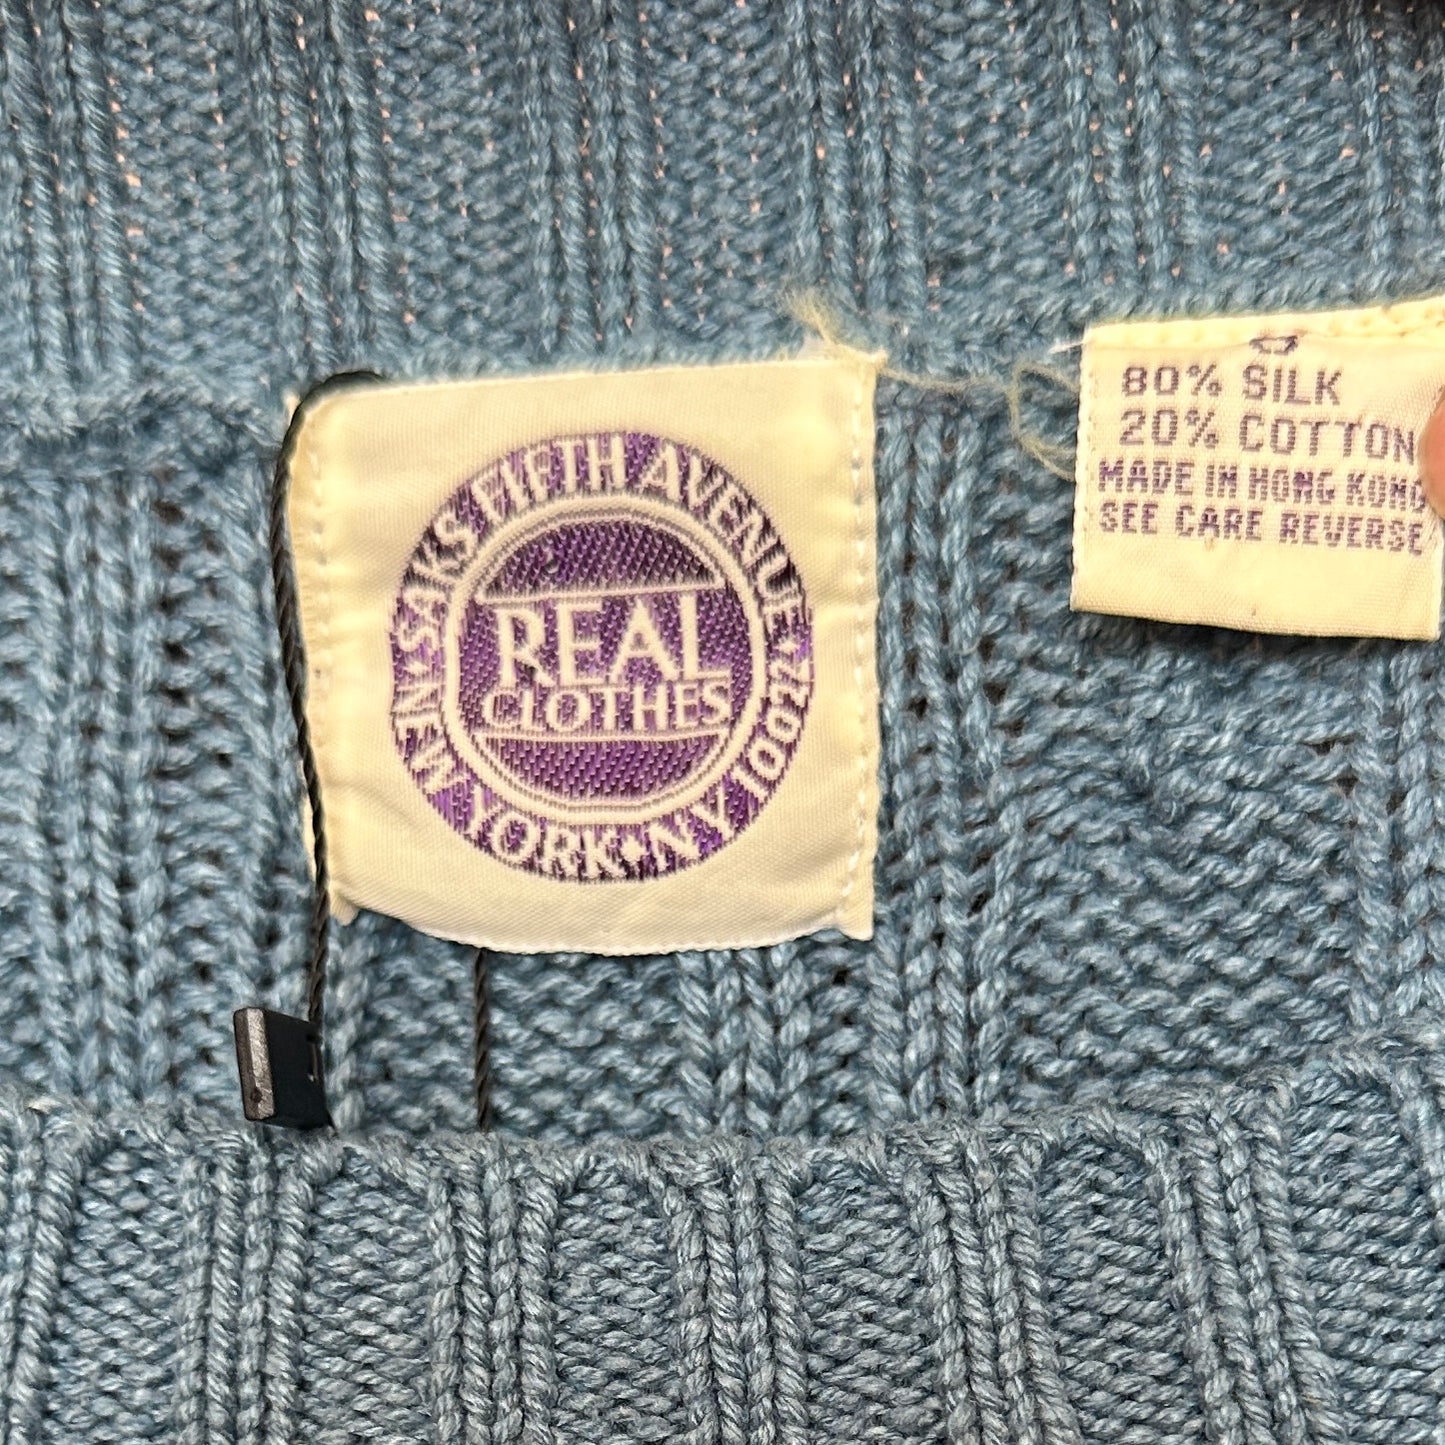 SAKS FIFTH AVENUE
NEW YORK • NY 10022
REAL
CLOTHES
80% SILK
20% COTTON
MADE IN HONG KONG
SEE CARE REVERSE